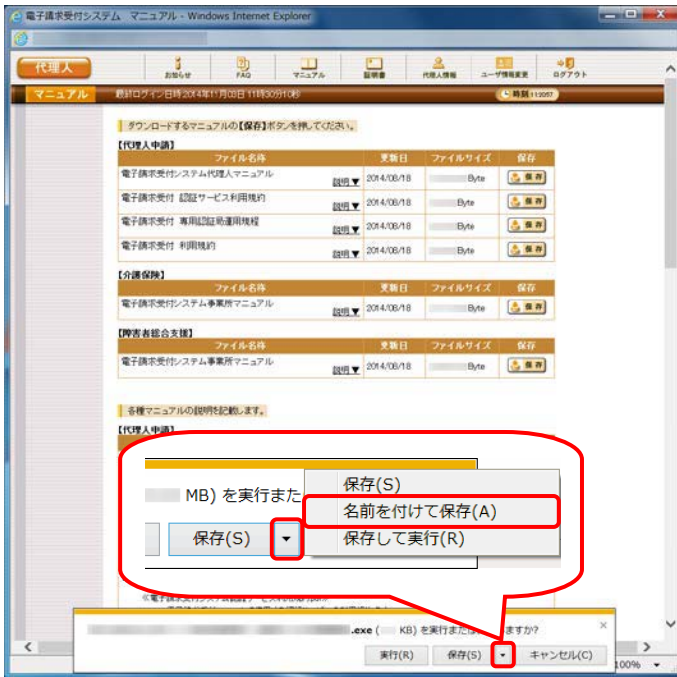 電子請求受付システム マニュアル - Windows Internet Explorer
代理人
お知らせ FAQ マニュアル 証明書 代理人情報 ユーザ情報変更 ログアウト
マニュアル 最終ログイン日時:2014年11月03日 11時30分10秒 時刻
ダウンロードするマニュアルの【保存】ボタンを押してください。
【代理人申請】
ファイル名称 更新日 ファイルサイズ 保存
電子請求受付システム代理人マニュアル 説明▼ 2014/08/18 Byte 保存
電子請求受付 認証サービス利用規約 説明▼ 2014/08/18 Byte 保存
電子請求受付 専用認証局運用規程 説明▼ 2014/08/18 Byte 保存
電子請求受付 利用規約 説明▼ 2014/08/18 Byte 保存
【介護保険】
ファイル名称 更新日 ファイルサイズ 保存
電子請求受付システム事業所マニュアル 説明▼ 2014/08/18 Byte 保存
【障害者総合支援】
ファイル名称 更新日 ファイルサイズ 保存
電子請求受付システム事業所マニュアル 説明▼ 2014/08/18 Byte 保存
各種マニュアルの説明を記載します。
【代理人申請】
MB) を実行また
保存(S)
保存(S)
名前を付けて保存(A)
保存して実行(R)
.exe ( KB) を実行または ますか?
実行(R) 保存(S) キャンセル(C)
100%